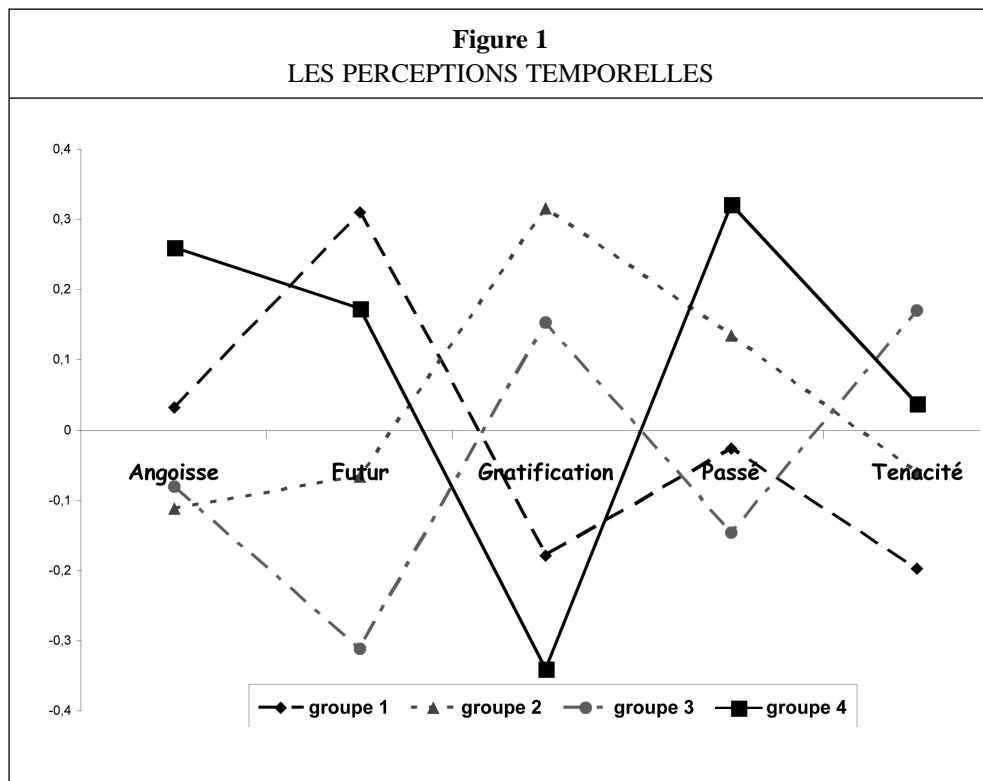 Figure 1
LES PERCEPTIONS TEMPORELLES
0,4
0,3
0,2
0,1
0
Angoisse Futur Gratification Passé Tenacité
-0,1
-0,2
-0,3
-0,4
groupe 1 groupe 2 groupe 3 groupe 4